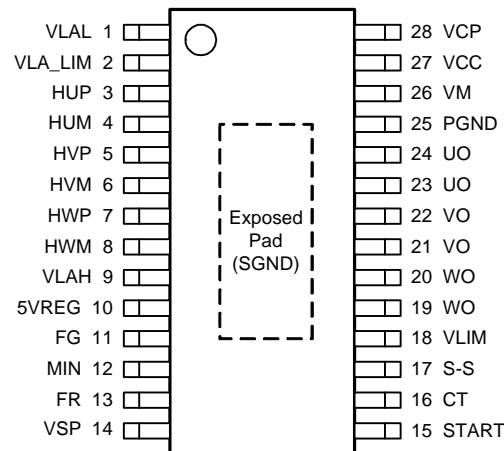 VLAL 1
VLA_LIM 2
HUP 3
HUM 4
HVP 5
HVM 6
HWP 7
HWM 8
VLAH 9
5VREG 10
FG 11
MIN 12
FR 13
VSP 14
Exposed
Pad
(SGND)
28 VCP
27 VCC
26 VM
25 PGND
24 UO
23 UO
22 VO
21 VO
20 WO
19 WO
18 VLIM
17 S-S
16 CT
15 START